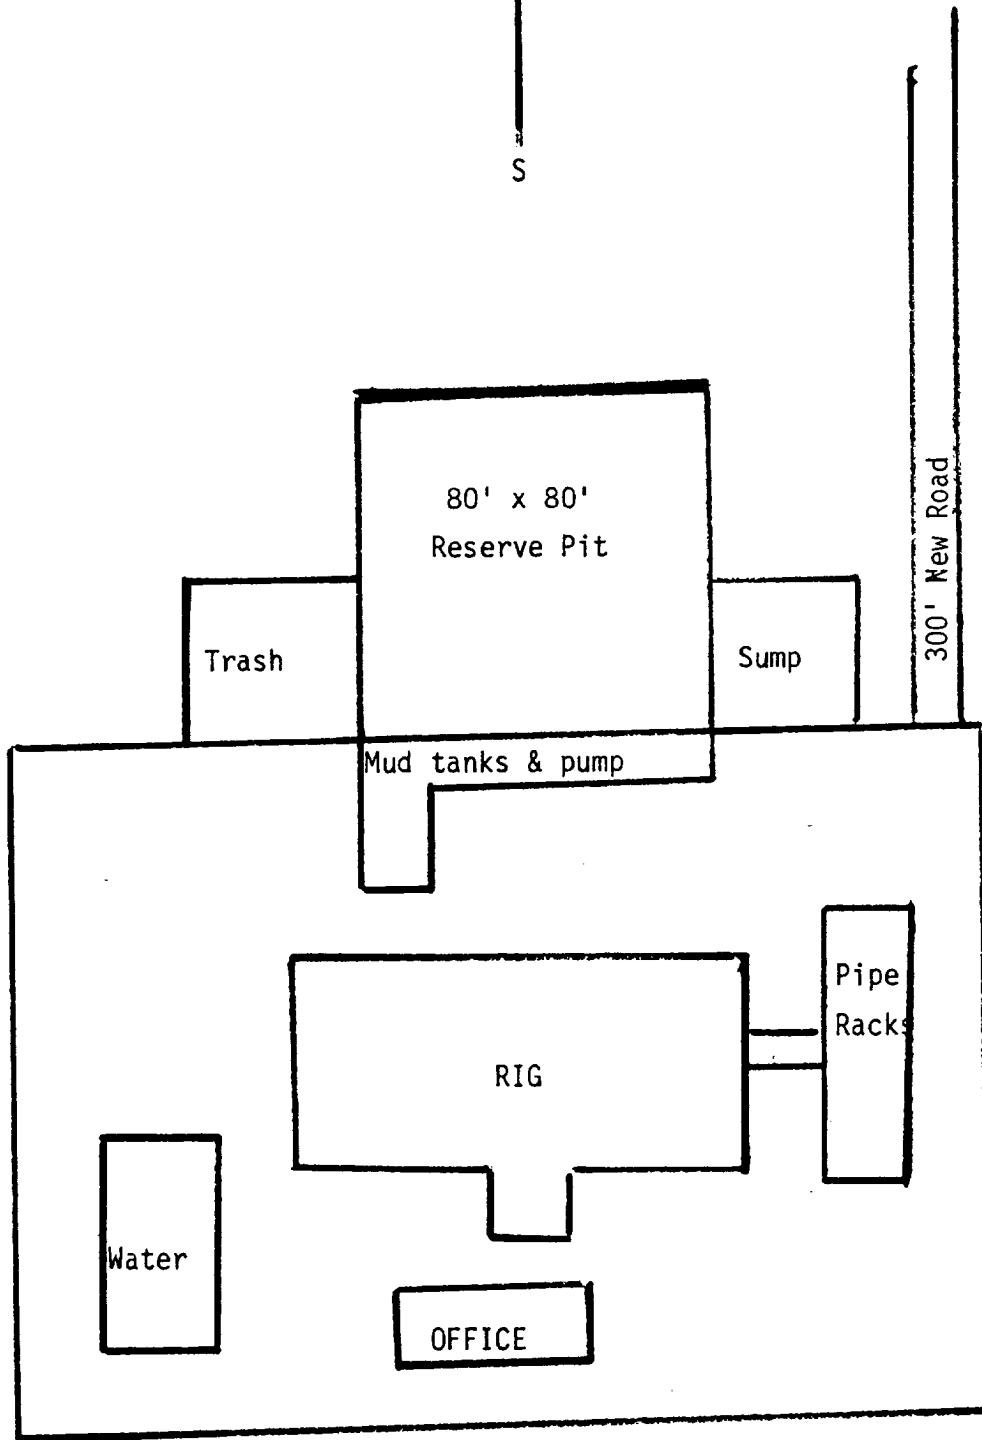 S
80' x 80'
Reserve Pit
300' New Road
Trash
Sump
Mud tanks & pump
Pipe
Racks
RIG
Water
OFFICE